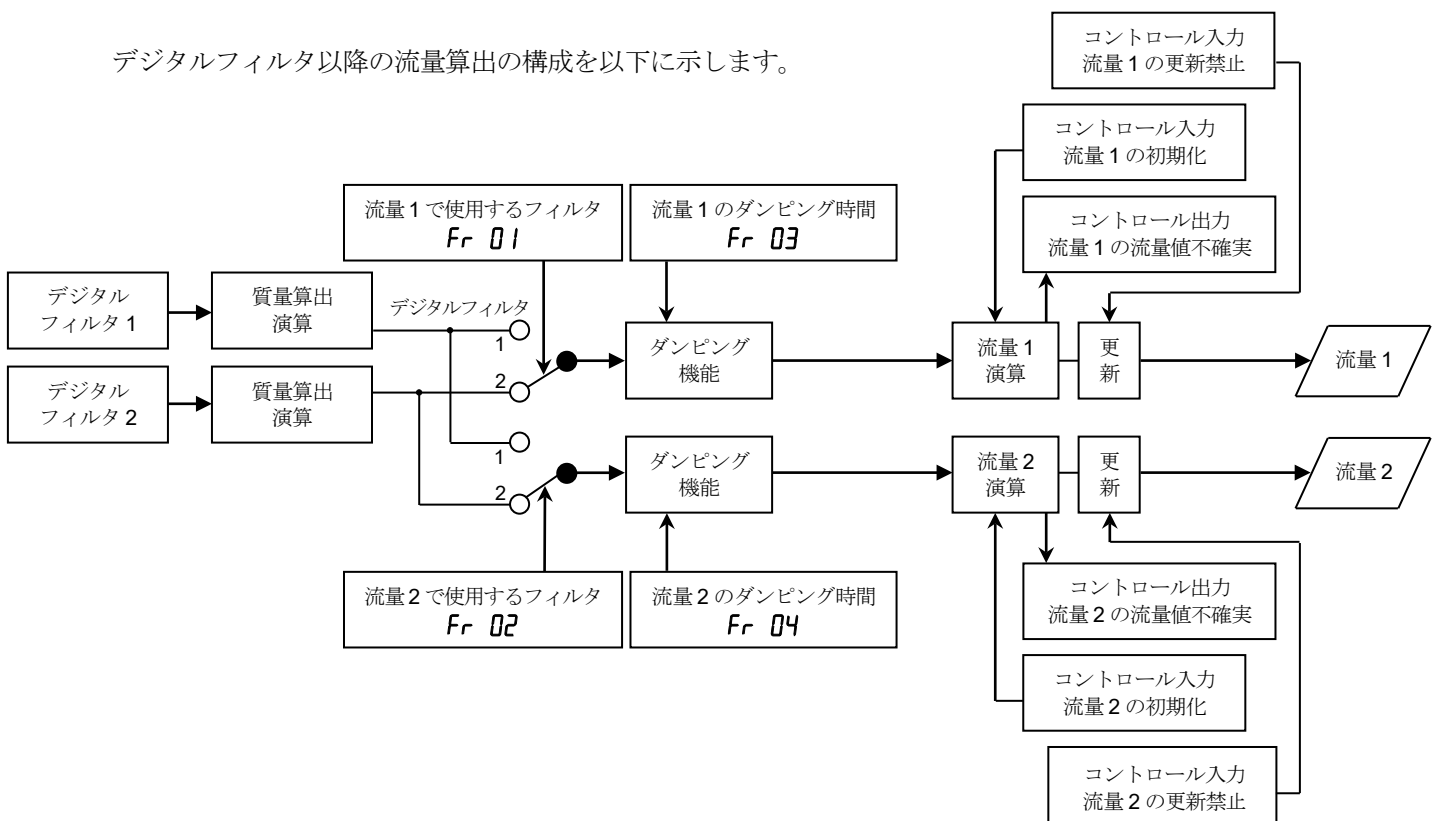 デジタルフィルタ以降の流量算出の構成を以下に示します。
コントロール入力
流量1の更新禁止
コントロール入力
流量1の初期化
流量1で使用するフィルタ
Fr 01
流量1のダンピング時間
Fr 03
コントロール出力
流量1の流量値不確実
デジタル
フィルタ1
質量算出
演算
デジタルフィルタ
1
2
ダンピング
機能
流量1
演算
更
新
流量1
デジタル
フィルタ2
質量算出
演算
1
2
ダンピング
機能
流量2
演算
更
新
流量2
流量2で使用するフィルタ
Fr 02
流量2のダンピング時間
Fr 04
コントロール出力
流量2の流量値不確実
コントロール入力
流量2の初期化
コントロール入力
流量2の更新禁止